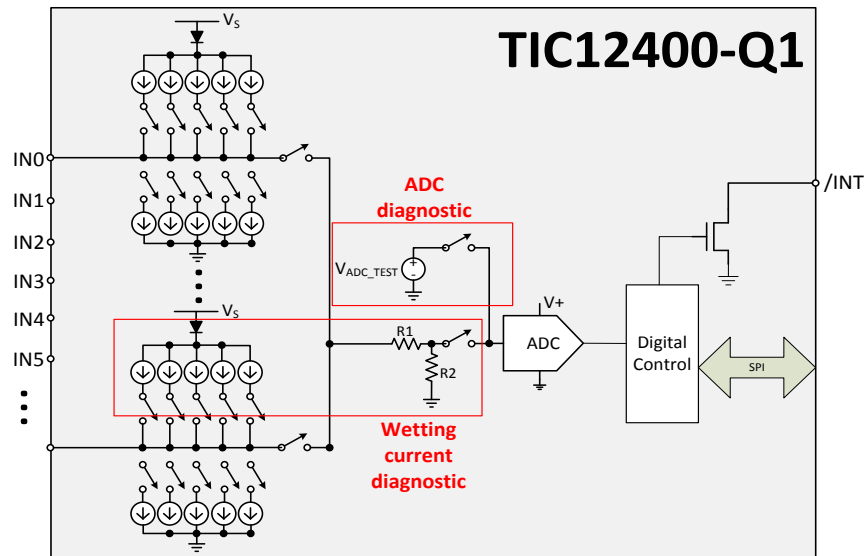 TIC12400-Q1
VS
IN0
IN1
IN2
IN3
IN4
IN5
ADC
diagnostic
VADC_TEST
+
-
/INT
VS
R1
R2
V+
ADC
Digital
Control
SPI
Wetting
current
diagnostic